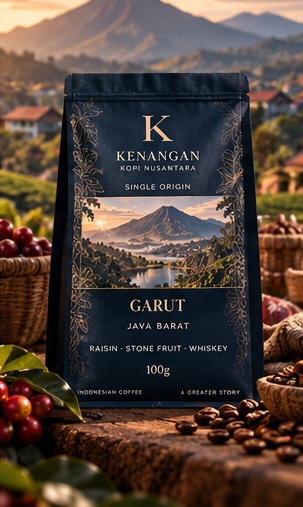 K
KENANGAN
KOPI NUSANTARA
SINGLE ORIGIN
GARUT
JAVA BARAT
RAISIN - STONE FRUIT - WHISKEY
100g
INDONESIAN COFFEE
A GREATER STORY